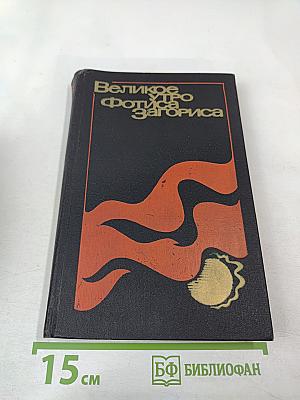 Великое
утро
Фотиса
Загориса
15 см
БФ БИБЛИОФАН